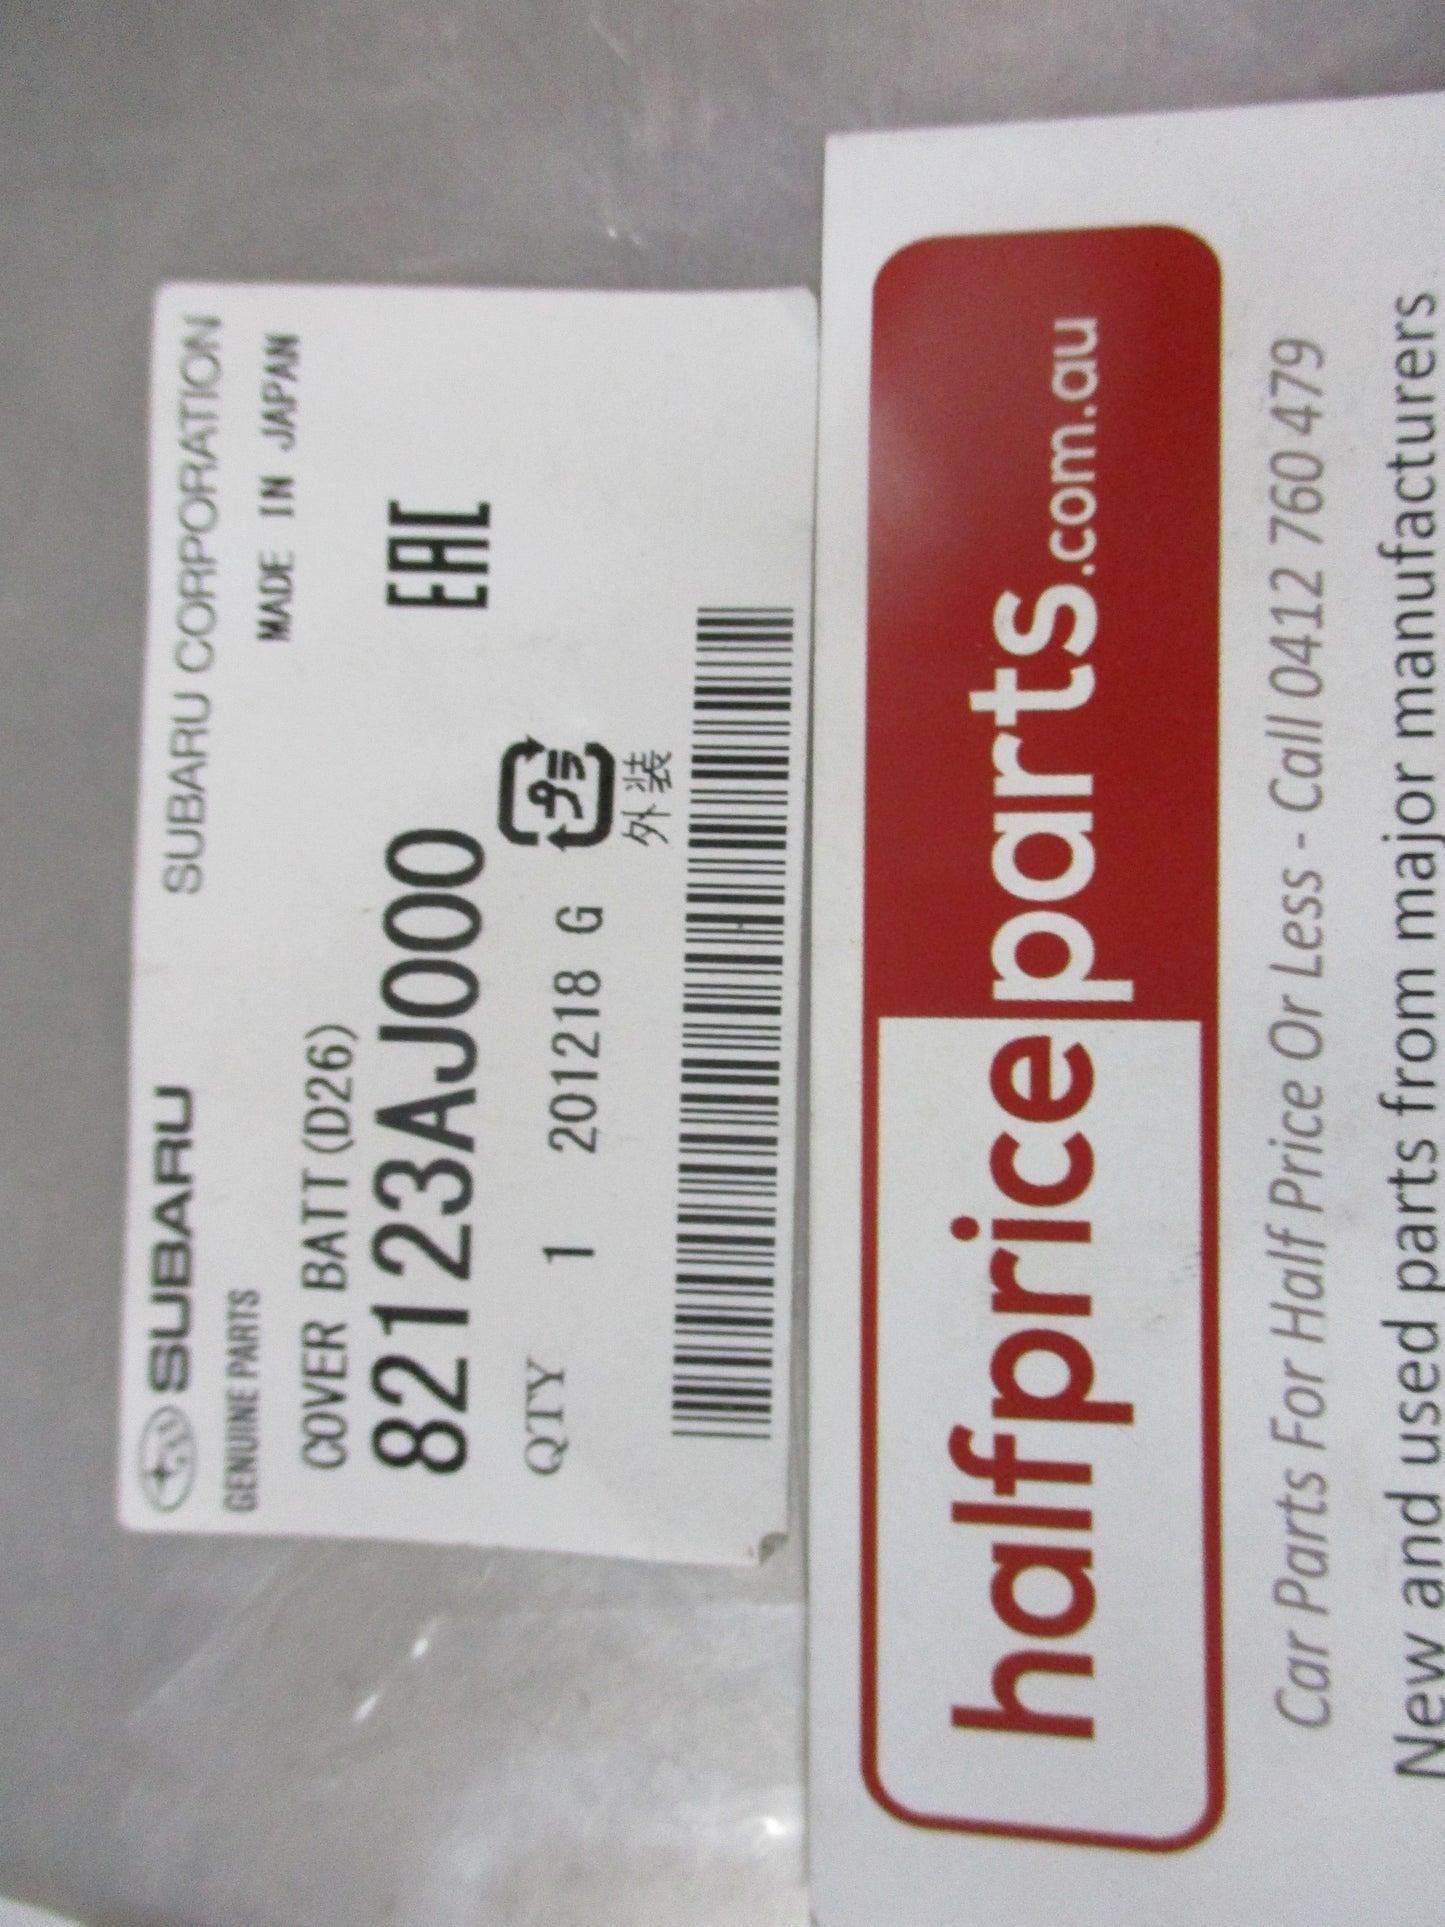 SUBARU SUBARU CORPORATION
GENUINE PARTS MADE IN JAPAN
COVER BATT(D26)
82123AJ000 EAC
QTY 1 201218 G プラ
外装
halfpriceparts.com.au
Car Parts For Half Price Or Less - Call 0412 760 479
New and used parts from major manufacturers